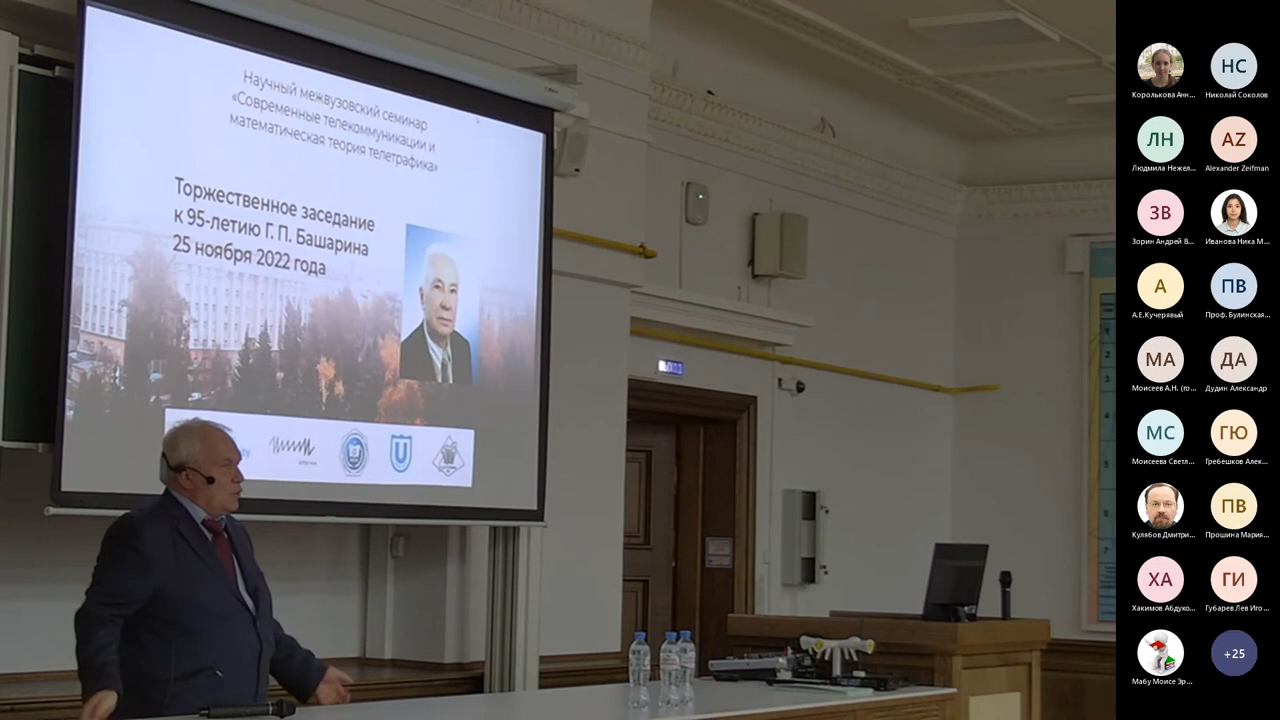 Научный межвузовский семинар
«Современные телекоммуникации и
математическая теория телетрафика»
Торжественное заседание
к 95-летию Г. П. Башарина
25 ноября 2022 года
Королькова Анн...
НС
Николай Соколов
ЛН
Людмила Нежел...
AZ
Alexander Zeifman
ЗВ
Зорин Андрей В...
Иванова Ника М...
А
А.Е.Кучерявый
ПВ
Проф. Булинская...
МА
Моисеев А.Н. (го...
ДА
Дудин Александр
МС
Моисеева Светл...
ГЮ
Гребешков Алек...
Кулябов Дмитри...
ПВ
Прошина Мария...
ХА
Хакимов Абдуко...
ГИ
Губарев Лев Иго...
Мабу Моисе Эр...
+25